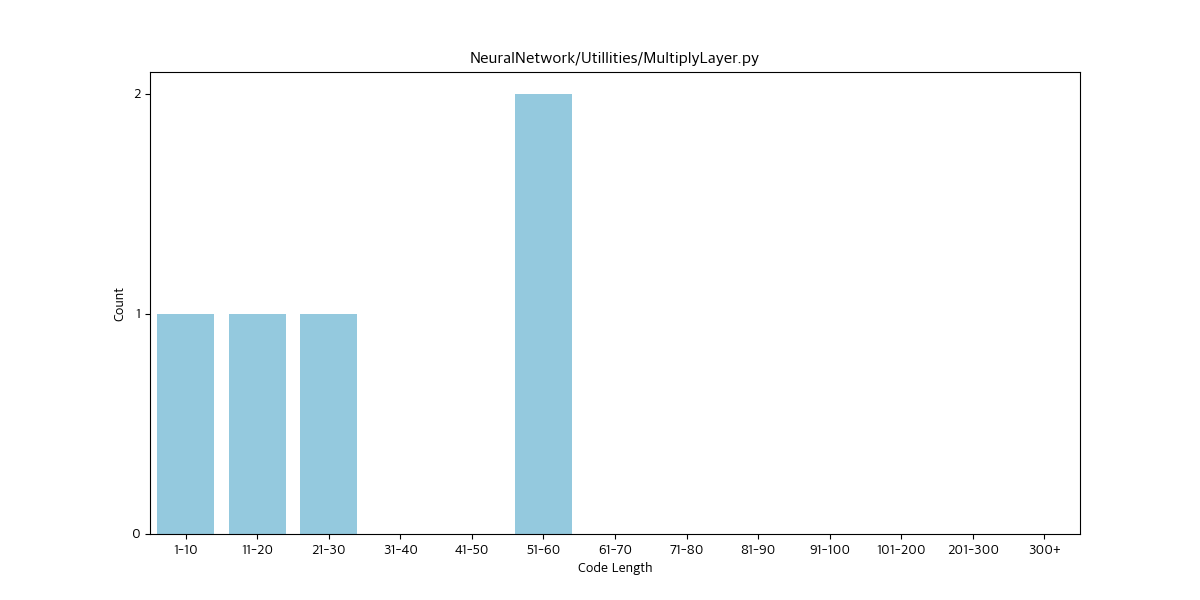 NeuralNetwork/Utillities/MultiplyLayer.py
2
1
0
Count
1-10 11-20 21-30 31-40 41-50 51-60 61-70 71-80 81-90 91-100 101-200 201-300 300+
Code Length